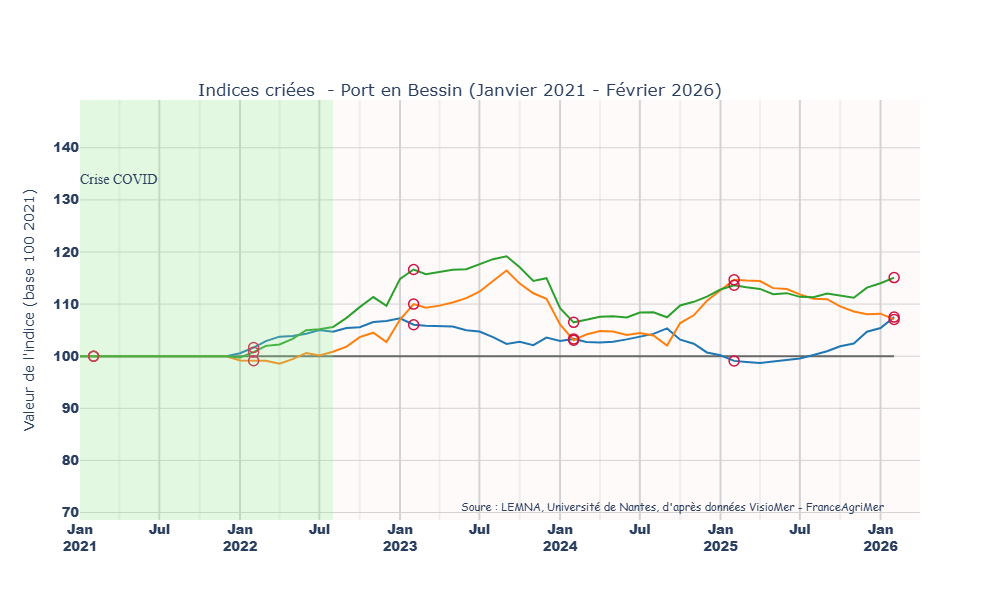 Indices criées  - Port en Bessin (Janvier 2021 - Février 2026)
Valeur de l'indice (base 100 2021)
140
130
120
110
100
90
80
70
Crise COVID
Soure : LEMNA, Université de Nantes, d'après données VisioMer - FranceAgriMer
Jan Jul Jan Jul Jan Jul Jan Jul Jan Jul Jan
2021 2022 2023 2024 2025 2026